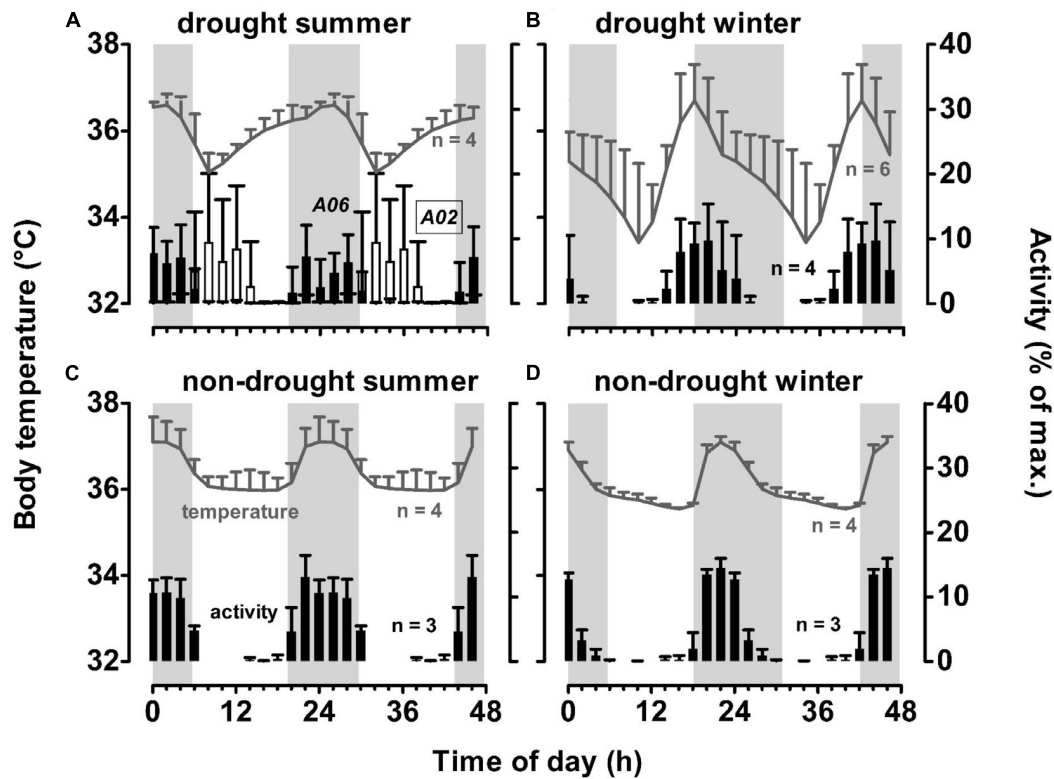 A
drought summer
B
drought winter
38
36
34
32
40
30
20
10
0
n = 4
A06
A02
n = 6
n = 4
Body temperature (°C)
Activity (% of max.)
C
non-drought summer
D
non-drought winter
38
36
34
32
40
30
20
10
0
temperature
n = 4
activity
n = 3
n = 4
n = 3
0 12 24 36 48
0 12 24 36 48
Time of day (h)